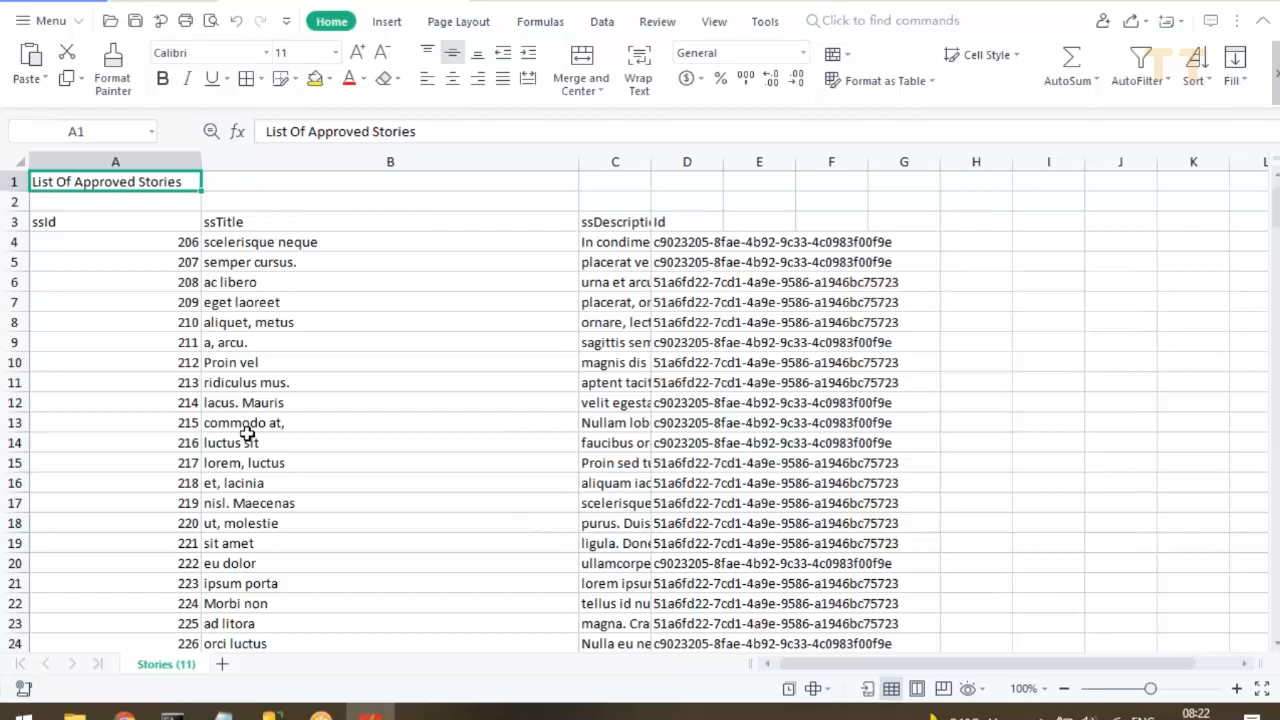 Menu Home Insert Page Layout Formulas Data Review View Tools Click to find commands
Calibri 11 General Cell Style
Paste Format Painter Merge and Center Wrap Text Format as Table AutoSum AutoFilter Sort Fill
A1 fx List Of Approved Stories
A B C D E F G H I J K L
1 List Of Approved Stories
2
3 ssId ssTitle ssDescripti Id
4 206 scelerisque neque In condime c9023205-8fae-4b92-9c33-4c0983f00f9e
5 207 semper cursus. placerat ve c9023205-8fae-4b92-9c33-4c0983f00f9e
6 208 ac libero urna et arcu 51a6fd22-7cd1-4a9e-9586-a1946bc75723
7 209 eget laoreet placerat, or 51a6fd22-7cd1-4a9e-9586-a1946bc75723
8 210 aliquet, metus ornare, lect 51a6fd22-7cd1-4a9e-9586-a1946bc75723
9 211 a, arcu. sagittis sem c9023205-8fae-4b92-9c33-4c0983f00f9e
10 212 Proin vel magnis dis 51a6fd22-7cd1-4a9e-9586-a1946bc75723
11 213 ridiculus mus. aptent tacit 51a6fd22-7cd1-4a9e-9586-a1946bc75723
12 214 lacus. Mauris velit egesta c9023205-8fae-4b92-9c33-4c0983f00f9e
13 215 commodo at, Nullam lob c9023205-8fae-4b92-9c33-4c0983f00f9e
14 216 luctus sit faucibus or c9023205-8fae-4b92-9c33-4c0983f00f9e
15 217 lorem, luctus Proin sed tu 51a6fd22-7cd1-4a9e-9586-a1946bc75723
16 218 et, lacinia aliquam iac 51a6fd22-7cd1-4a9e-9586-a1946bc75723
17 219 nisl. Maecenas scelerisque 51a6fd22-7cd1-4a9e-9586-a1946bc75723
18 220 ut, molestie purus. Duis 51a6fd22-7cd1-4a9e-9586-a1946bc75723
19 221 sit amet ligula. Done 51a6fd22-7cd1-4a9e-9586-a1946bc75723
20 222 eu dolor ullamcorpe c9023205-8fae-4b92-9c33-4c0983f00f9e
21 223 ipsum porta lorem ipsum 51a6fd22-7cd1-4a9e-9586-a1946bc75723
22 224 Morbi non tellus id nu 51a6fd22-7cd1-4a9e-9586-a1946bc75723
23 225 ad litora magna. Cra 51a6fd22-7cd1-4a9e-9586-a1946bc75723
24 226 orci luctus Nulla eu ne c9023205-8fae-4b92-9c33-4c0983f00f9e
Stories (11)
100%
08:22